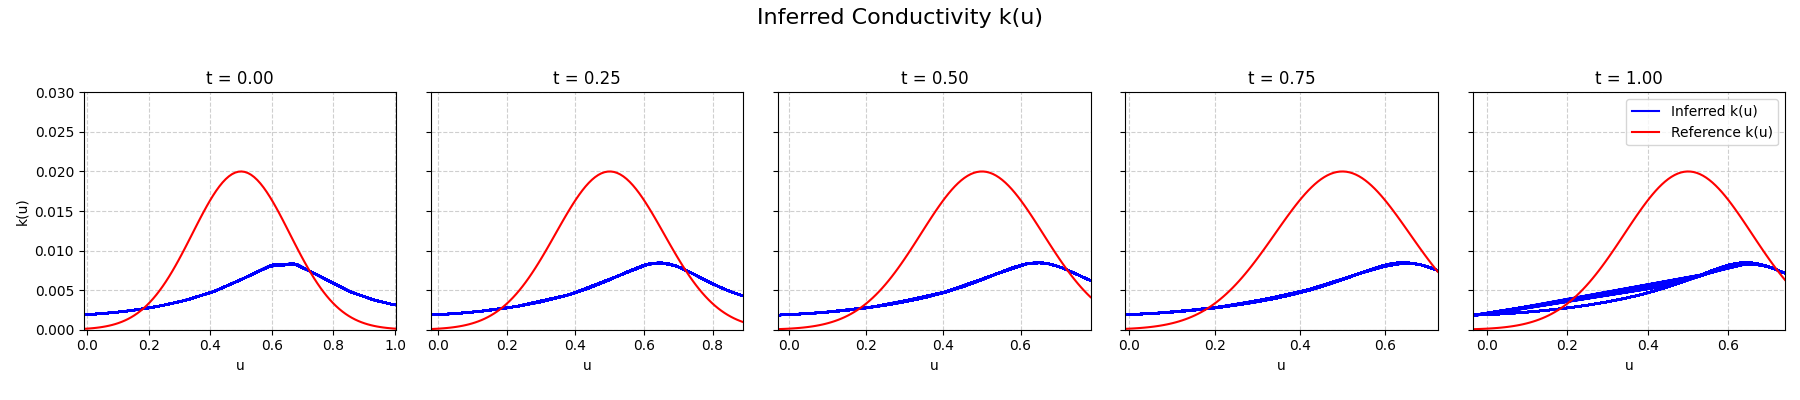 Inferred Conductivity k(u)
t = 0.00
t = 0.25
t = 0.50
t = 0.75
t = 1.00
k(u)
0.030
0.025
0.020
0.015
0.010
0.005
0.000
Inferred k(u)
Reference k(u)
0.0 0.2 0.4 0.6 0.8 1.0
0.0 0.2 0.4 0.6 0.8
0.0 0.2 0.4 0.6
0.0 0.2 0.4 0.6
0.0 0.2 0.4 0.6
u
u
u
u
u